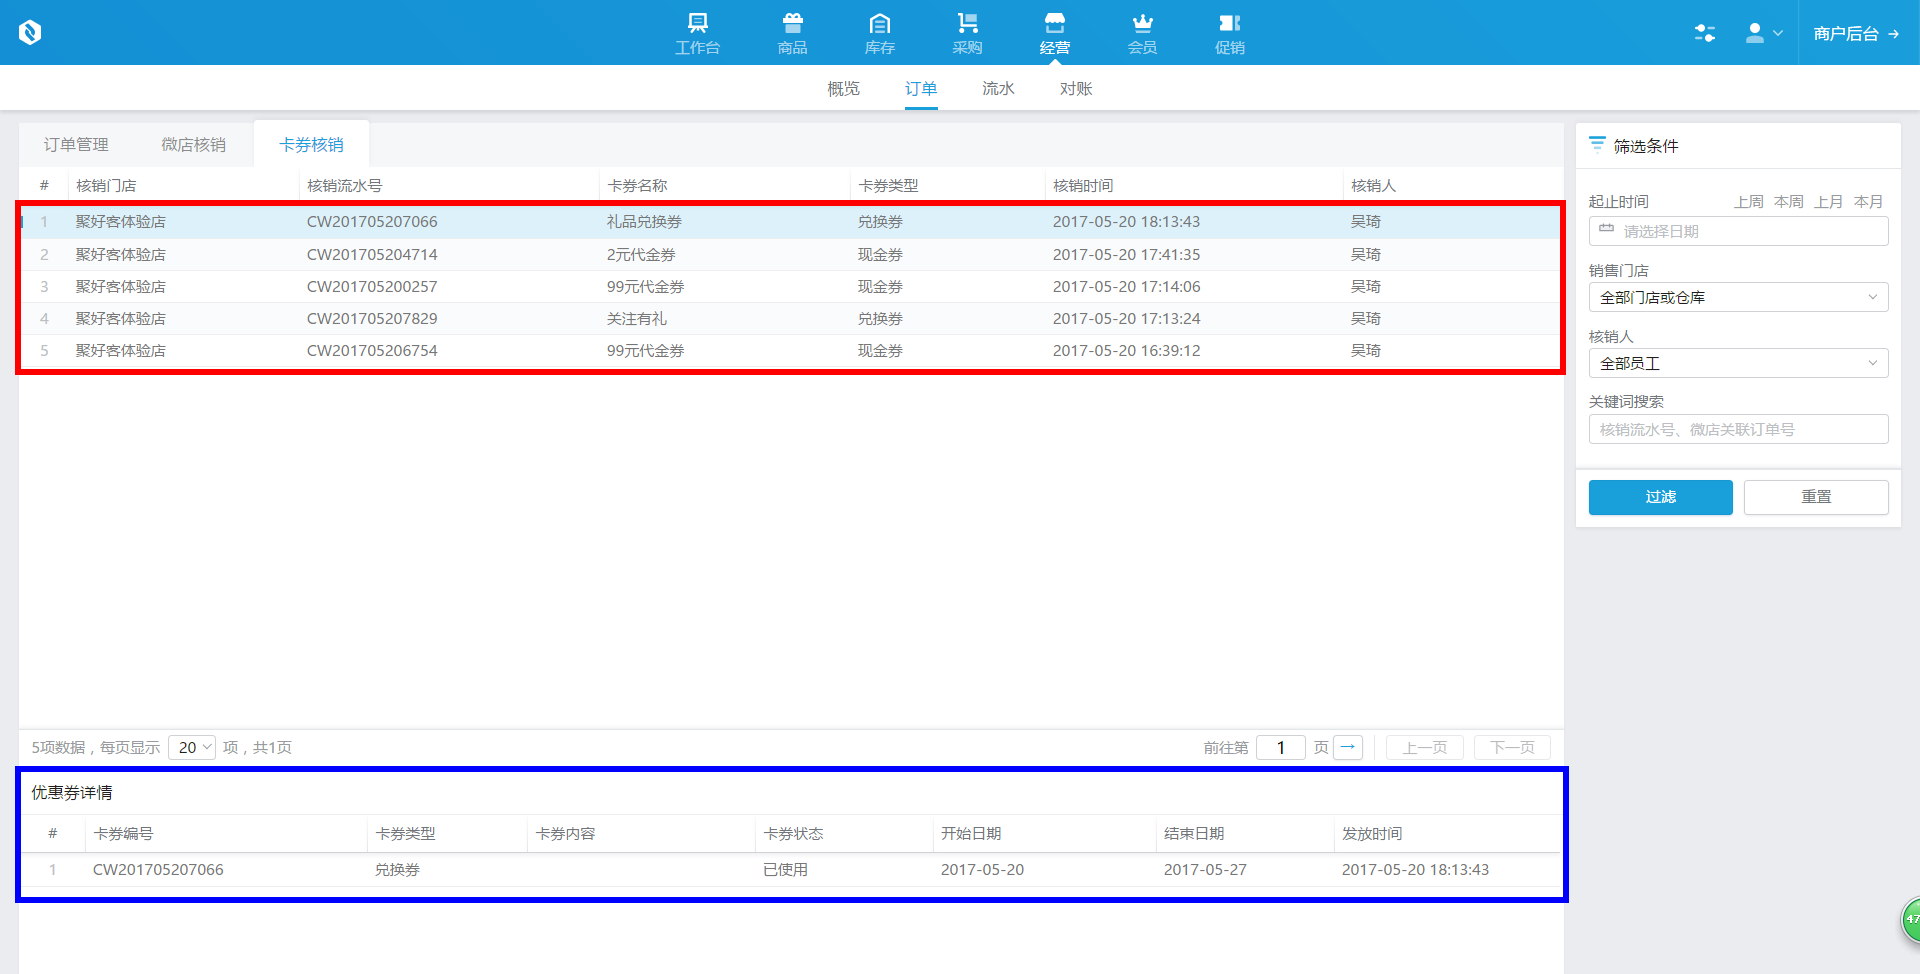 工作台 商品 库存 采购 经营 会员 促销 商户后台 →
概览 订单 流水 对账
订单管理 微店核销 卡券核销
# 核销门店 核销流水号 卡券名称 卡券类型 核销时间 核销人
1 聚好客体验店 CW201705207066 礼品兑换券 兑换券 2017-05-20 18:13:43 吴琦
2 聚好客体验店 CW201705204714 2元代金券 现金券 2017-05-20 17:41:35 吴琦
3 聚好客体验店 CW201705200257 99元代金券 现金券 2017-05-20 17:14:06 吴琦
4 聚好客体验店 CW201705207829 关注有礼 兑换券 2017-05-20 17:13:24 吴琦
5 聚好客体验店 CW201705206754 99元代金券 现金券 2017-05-20 16:39:12 吴琦
筛选条件
起止时间 上周 本周 上月 本月
请选择日期
销售门店
全部门店或仓库
核销人
全部员工
关键词搜索
核销流水号、微店关联订单号
过滤 重置
5项数据，每页显示 20 项，共1页 前往第 1 页 → 上一页 下一页
优惠券详情
# 卡券编号 卡券类型 卡券内容 卡券状态 开始日期 结束日期 发放时间
1 CW201705207066 兑换券 已使用 2017-05-20 2017-05-27 2017-05-20 18:13:43
47